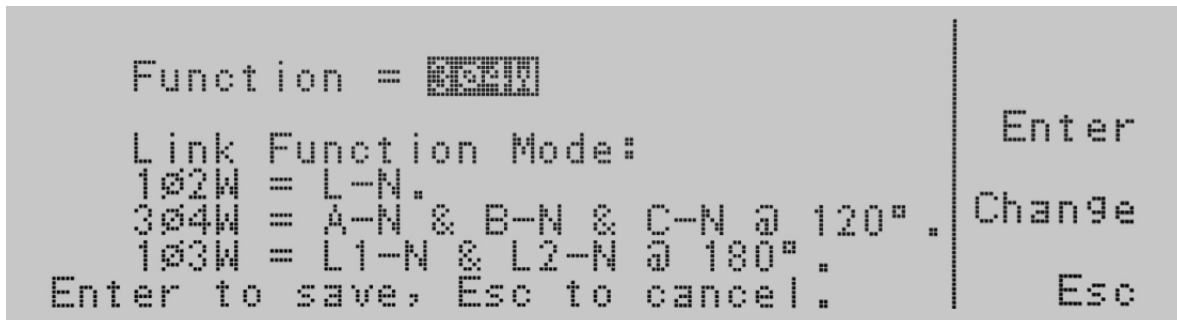 Function = 3ø4W
Link Function Mode:
1ø2W = L-N.
3ø4W = A-N & B-N & C-N @ 120°.
1ø3W = L1-N & L2-N @ 180°.
Enter to save, Esc to cancel.
Enter
Change
Esc